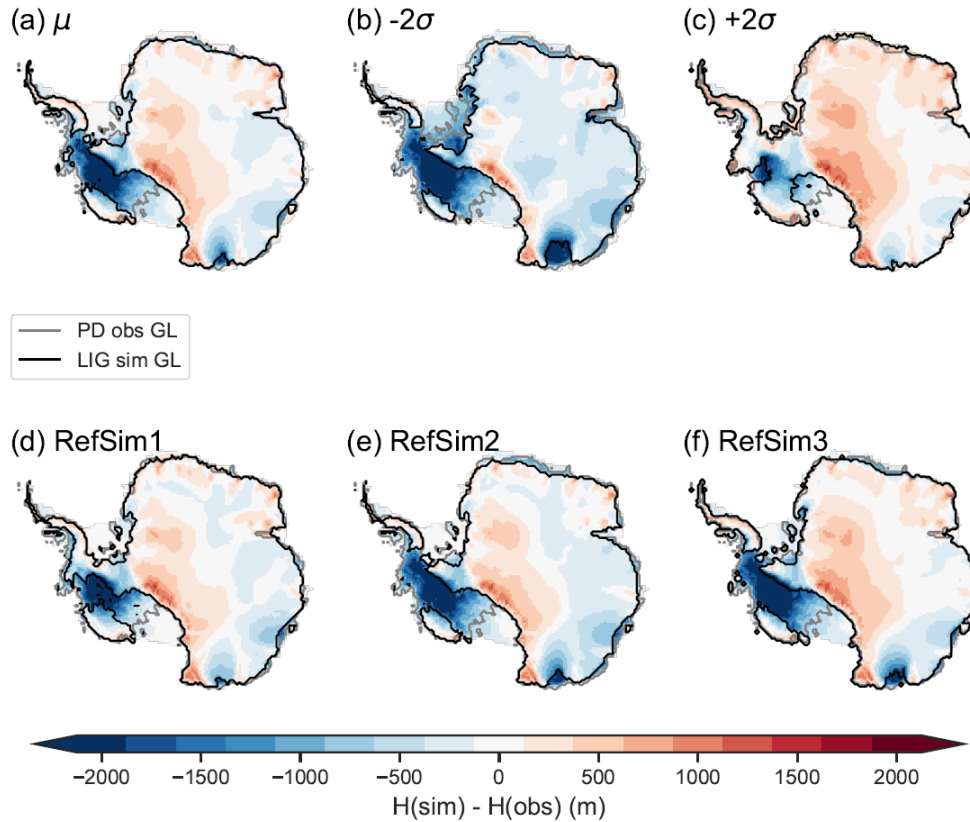 (a) μ
(b) -2σ
(c) +2σ
PD obs GL
LIG sim GL
(d) RefSim1
(e) RefSim2
(f) RefSim3
−2000 −1500 −1000 −500 0 500 1000 1500 2000
H(sim) - H(obs) (m)